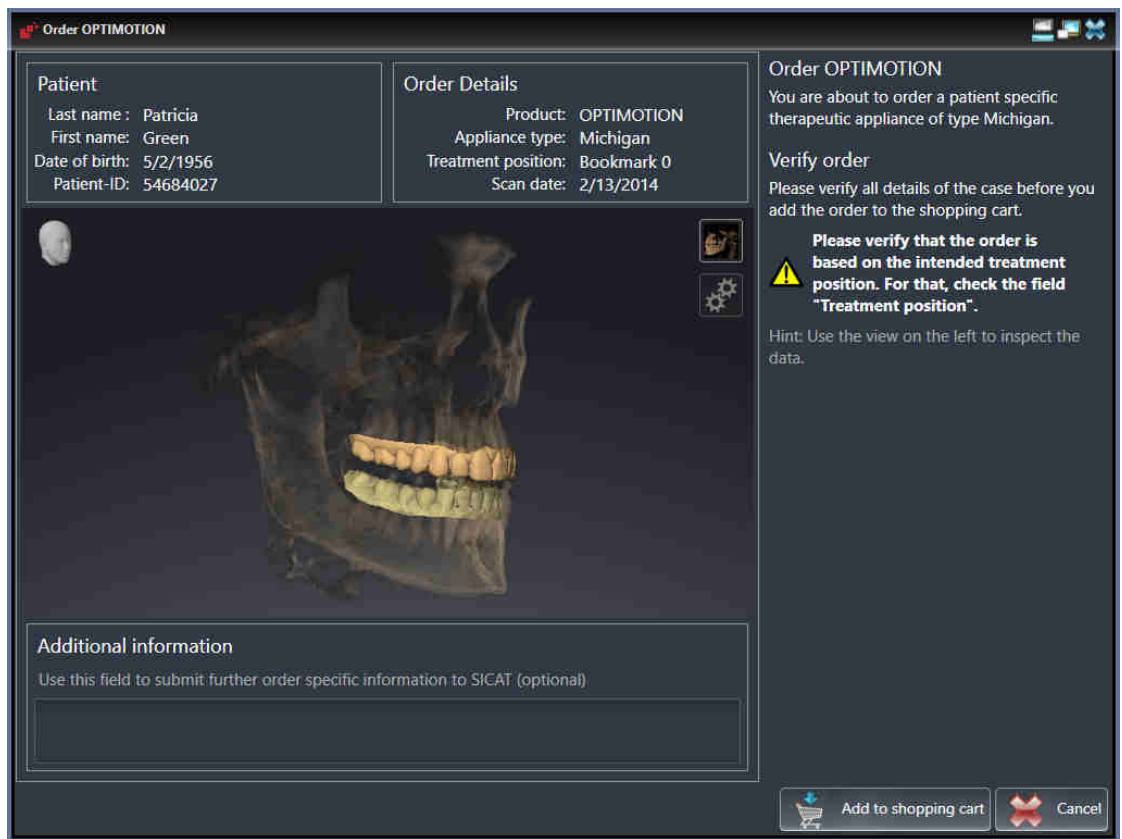 Order OPTIMOTION
Patient
Last name : Patricia
First name: Green
Date of birth: 5/2/1956
Patient-ID: 54684027
Order Details
Product: OPTIMOTION
Appliance type: Michigan
Treatment position: Bookmark 0
Scan date: 2/13/2014
Additional information
Use this field to submit further order specific information to SICAT (optional)
Order OPTIMOTION
You are about to order a patient specific
therapeutic appliance of type Michigan.
Verify order
Please verify all details of the case before you
add the order to the shopping cart.
Please verify that the order is
based on the intended treatment
position. For that, check the field
"Treatment position".
Hint: Use the view on the left to inspect the
data.
Add to shopping cart
Cancel